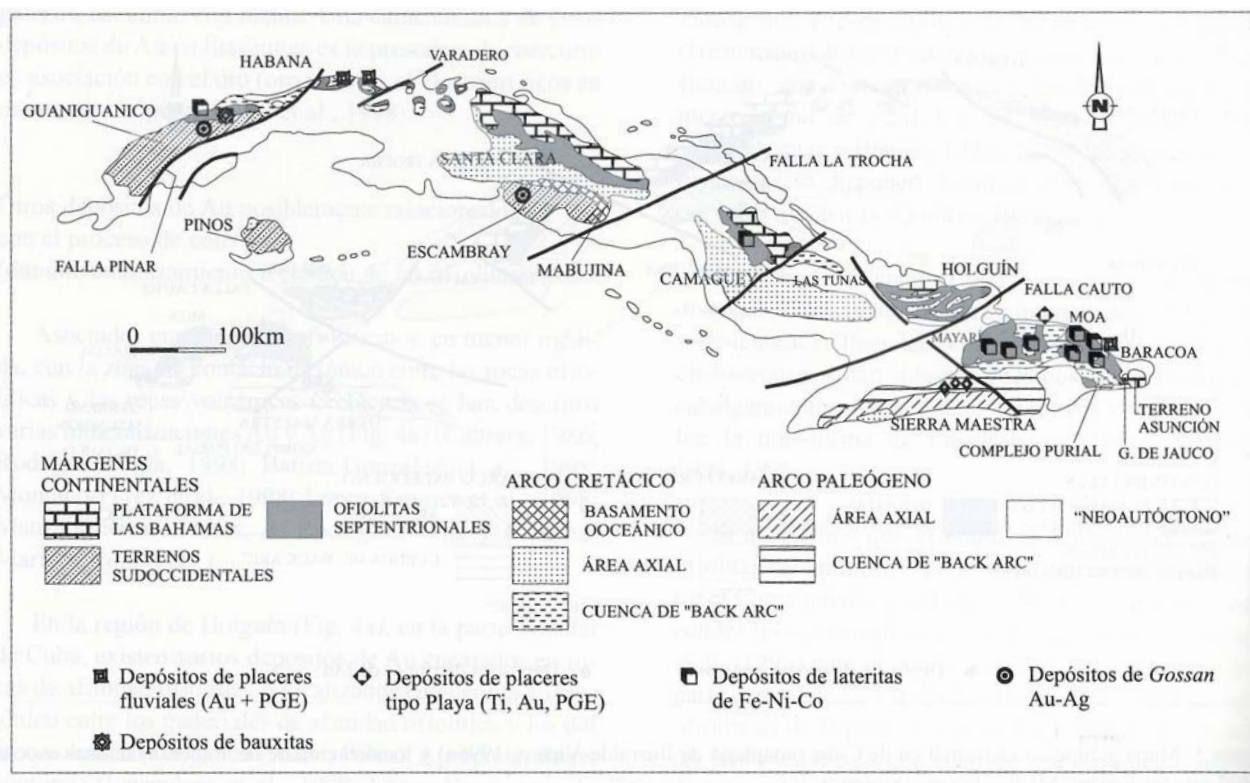 HABANA
VARADERO
GUANIGUANICO
N
SANTA CLARA
FALLA LA TROCHA
PINOS
FALLA PINAR
ESCAMBRAY
MABUJINA
CAMAGUEY
LAS TUÑAS
HOLGUÍN
FALLA CAUTO
MAYARÍ
MOA
BARACOA
0 100km
SIERRA MAESTRA
TERRENO
ASUNCIÓN
COMPLEJO PURIAL
G. DE JAUCO
MÁRGENES
CONTINENTALES
PLATAFORMA DE
LAS BAHAMAS
OFIOLITAS
SEPTENTRIONALES
TERRENOS
SUDOCCIDENTALES
ARCO CRETÁCICO
BASAMENTO
OOCEÁNICO
ÁREA AXIAL
CUENCA DE "BACK ARC"
ARCO PALEÓGENO
ÁREA AXIAL
CUENCA DE "BACK ARC"
"NEOAUTOCTONO"
Depósitos de placeres
fluviales (Au + PGE)
Depósitos de placeres
tipo Playa (Ti, Au, PGE)
Depósitos de lateritas
de Fe-Ni-Co
Depósitos de Gossan
Au-Ag
Depósitos de bauxitas